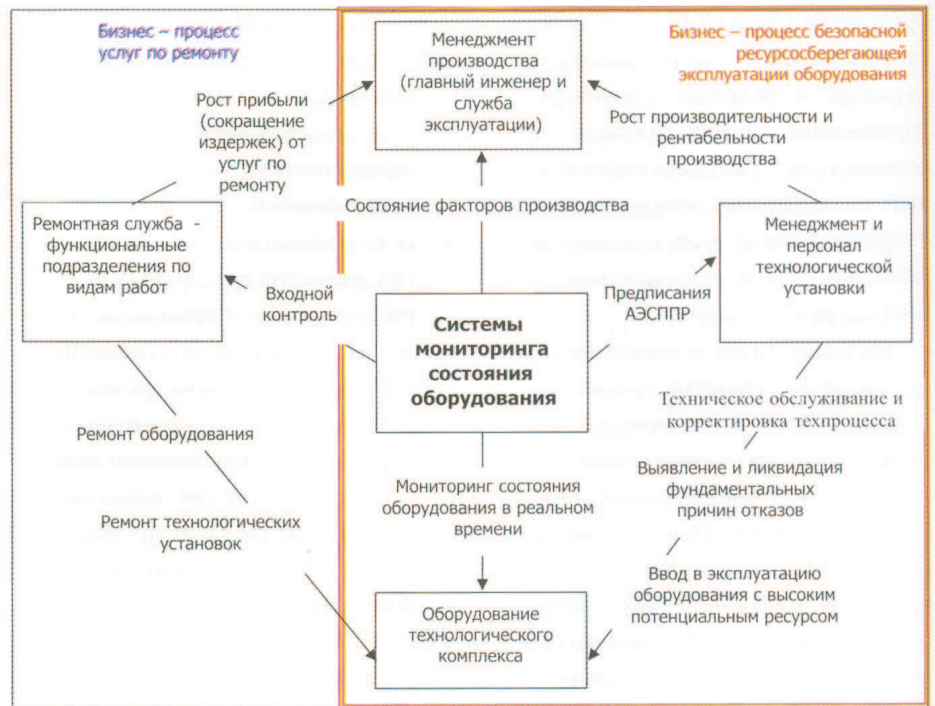 Бизнес – процесс
услуг по ремонту
Менеджмент
производства
(главный инженер и
служба
эксплуатации)
Бизнес – процесс безопасной
ресурсосберегающей
эксплуатации оборудования
Рост прибыли
(сокращение
издержек) от
услуг по
ремонту
Рост производительности и
рентабельности
производства
Состояние факторов производства
Ремонтная служба -
функциональные
подразделения по
видам работ
Менеджмент и
персонал
технологической
установки
Входной
контроль
Предписания
АЭСППР
Системы
мониторинга
состояния
оборудования
Техническое обслуживание и
корректировка техпроцесса
Ремонт оборудования
Выявление и ликвидация
фундаментальных
причин отказов
Мониторинг состояния
оборудования в реальном
времени
Ремонт технологических
установок
Ввод в эксплуатацию
оборудования с высоким
потенциальным ресурсом
Оборудование
технологического
комплекса